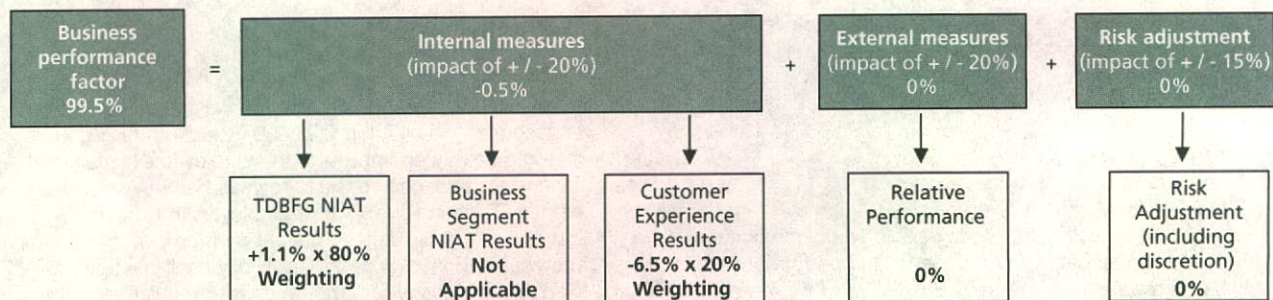 Business
performance
factor
99.5%
=
Internal measures
(impact of + / - 20%)
-0.5%
+
External measures
(impact of + / - 20%)
0%
+
Risk adjustment
(impact of + / - 15%)
0%
TDBFG NIAT
Results
+1.1% x 80%
Weighting
Business
Segment
NIAT Results
Not
Applicable
Customer
Experience
Results
-6.5% x 20%
Weighting
Relative
Performance
0%
Risk
Adjustment
(including
discretion)
0%